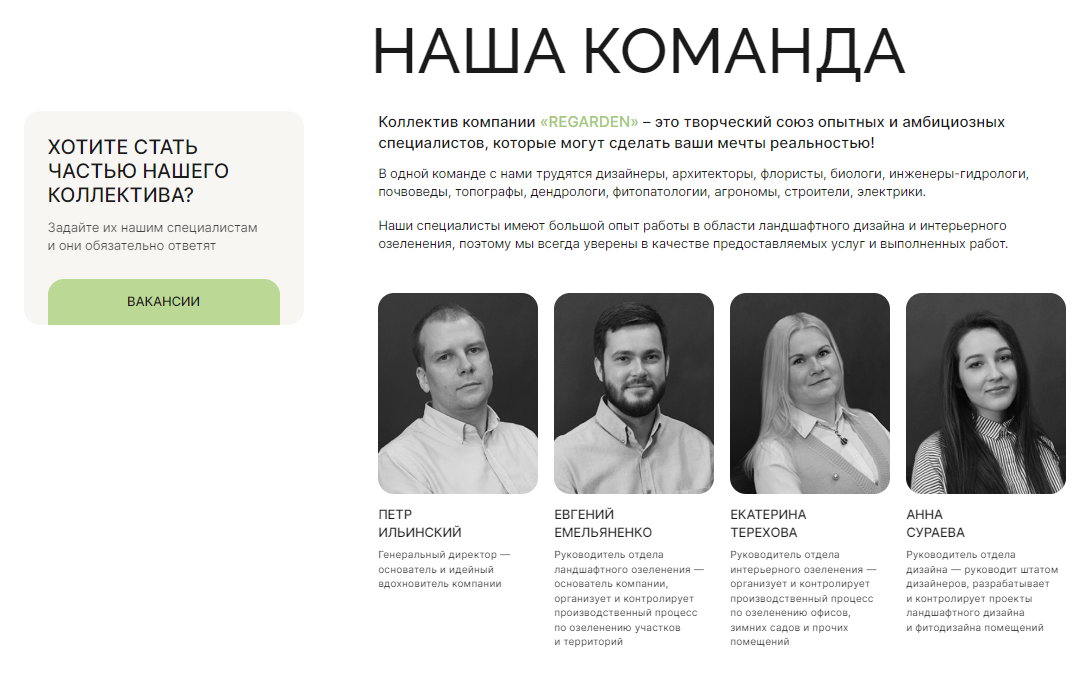 НАША КОМАНДА
ХОТИТЕ СТАТЬ
ЧАСТЬЮ НАШЕГО
КОЛЛЕКТИВА?
Задайте их нашим специалистам
и они обязательно ответят
ВАКАНСИИ
Коллектив компании «REGARDEN» – это творческий союз опытных и амбициозных
специалистов, которые могут сделать ваши мечты реальностью!
В одной команде с нами трудятся дизайнеры, архитекторы, флористы, биологи, инженеры-гидрологи,
почвоведы, топографы, дендрологи, фитопатологии, агрономы, строители, электрики.
Наши специалисты имеют большой опыт работы в области ландшафтного дизайна и интерьерного
озеленения, поэтому мы всегда уверены в качестве предоставляемых услуг и выполненных работ.
ПЕТР
ИЛЬИНСКИЙ
Генеральный директор —
основатель и идейный
вдохновитель компании
ЕВГЕНИЙ
ЕМЕЛЬЯНЕНКО
Руководитель отдела
ландшафтного озеленения —
основатель компании,
организует и контролирует
производственный процесс
по озеленению участков
и территорий
ЕКАТЕРИНА
ТЕРЕХОВА
Руководитель отдела
интерьерного озеленения —
организует и контролирует
производственный процесс
по озеленению офисов,
зимних садов и прочих
помещений
АННА
СУРАЕВА
Руководитель отдела
дизайна — руководит штатом
дизайнеров, разрабатывает
и контролирует проекты
ландшафтного дизайна
и фитодизайна помещений